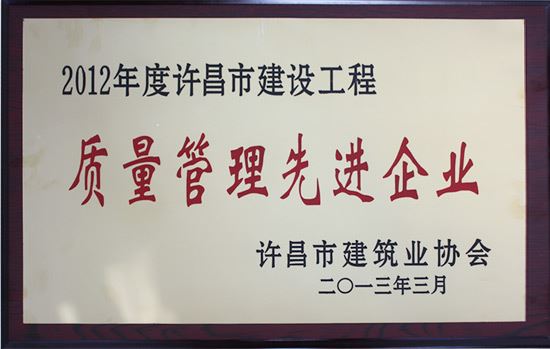 2012年度许昌市建设工程
质量管理先进企业
许昌市建筑业协会
二〇一三年三月